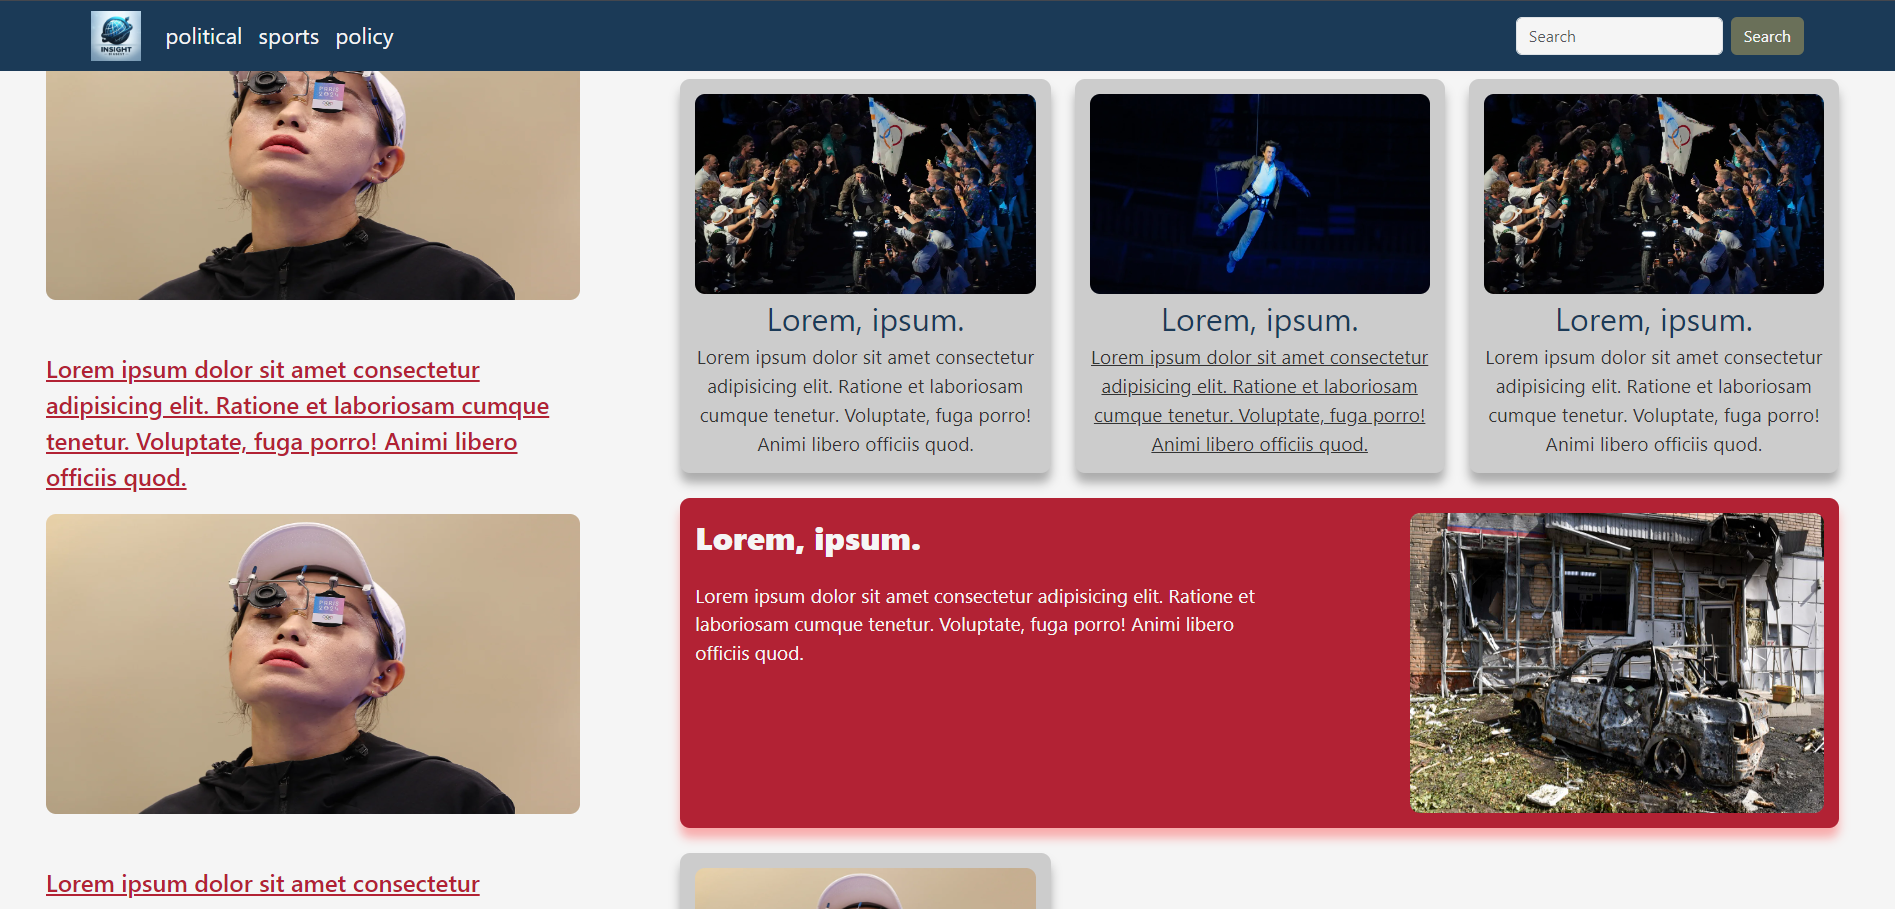 INSIGHT
political sports policy
Search
Search
PARIS
2024
Lorem ipsum dolor sit amet consectetur
adipisicing elit. Ratione et laboriosam cumque
tenetur. Voluptate, fuga porro! Animi libero
officiis quod.
PARIS
2024
Lorem ipsum dolor sit amet consectetur
Lorem, ipsum.
Lorem ipsum dolor sit amet consectetur
adipisicing elit. Ratione et laboriosam
cumque tenetur. Voluptate, fuga porro!
Animi libero officiis quod.
Lorem, ipsum.
Lorem ipsum dolor sit amet consectetur
adipisicing elit. Ratione et laboriosam
cumque tenetur. Voluptate, fuga porro!
Animi libero officiis quod.
Lorem, ipsum.
Lorem ipsum dolor sit amet consectetur
adipisicing elit. Ratione et laboriosam
cumque tenetur. Voluptate, fuga porro!
Animi libero officiis quod.
Lorem, ipsum.
Lorem ipsum dolor sit amet consectetur adipisicing elit. Ratione et
laboriosam cumque tenetur. Voluptate, fuga porro! Animi libero
officiis quod.